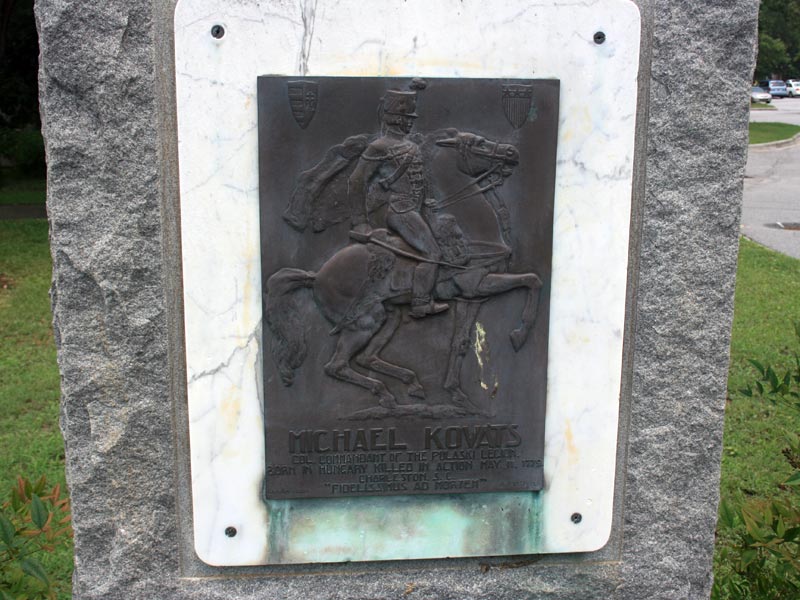 MICHAEL KOVATS
COL. COMMANDANT OF THE PULASKI LEGION.
BORN IN HUNGARY KILLED IN ACTION MAY 11, 1779
CHARLESTON, S. C.
"FIDELISSIMUS AD MORTEM"